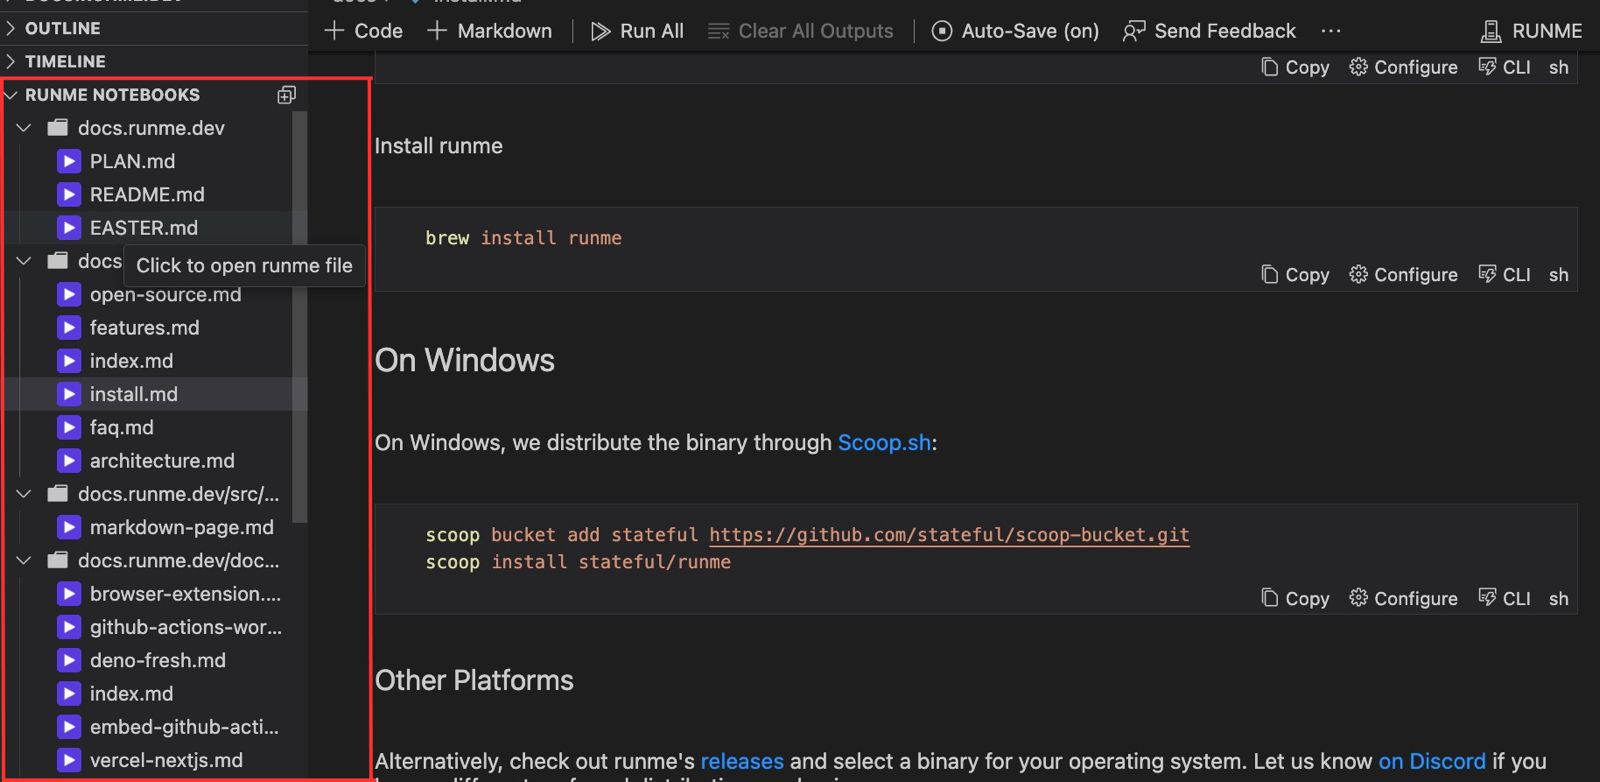 OUTLINE
TIMELINE
RUNME NOTEBOOKS
docs.runme.dev
PLAN.md
README.md
EASTER.md
docs
Click to open runme file
open-source.md
features.md
index.md
install.md
faq.md
architecture.md
docs.runme.dev/src/...
markdown-page.md
docs.runme.dev/doc...
browser-extension....
github-actions-wor...
deno-fresh.md
index.md
embed-github-acti...
vercel-nextjs.md
Code Markdown Run All Clear All Outputs Auto-Save (on) Send Feedback ... RUNME
Copy Configure CLI sh
Install runme
brew install runme
Copy Configure CLI sh
On Windows
On Windows, we distribute the binary through Scoop.sh:
scoop bucket add stateful https://github.com/stateful/scoop-bucket.git
scoop install stateful/runme
Copy Configure CLI sh
Other Platforms
Alternatively, check out runme's releases and select a binary for your operating system. Let us know on Discord if you